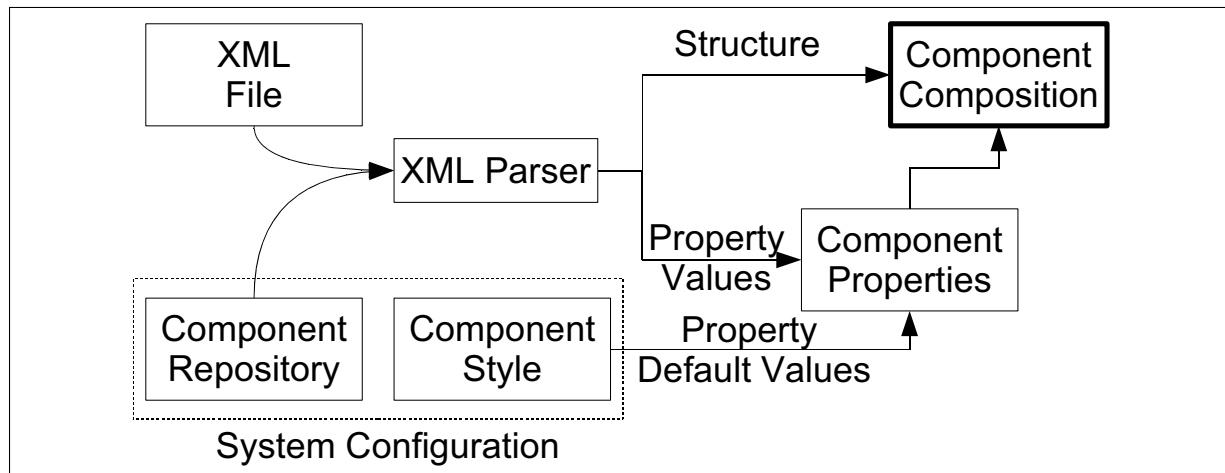 XML
File
Structure
Component
Composition
XML Parser
Property
Values
Component
Properties
Component
Repository
Component
Style
Property
Default Values
System Configuration